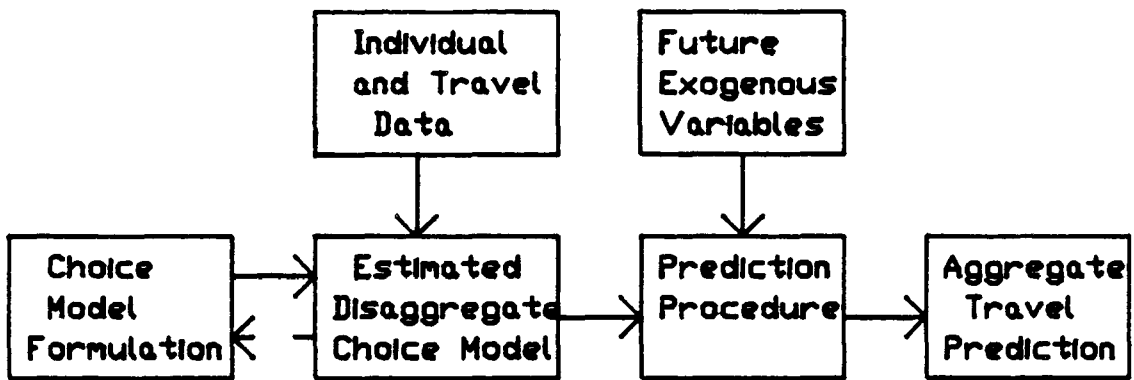 Individual
and Travel
Data
Future
Exogenous
Variables
Choice
Model
Formulation
Estimated
Disaggregate
Choice Model
Prediction
Procedure
Aggregate
Travel
Prediction